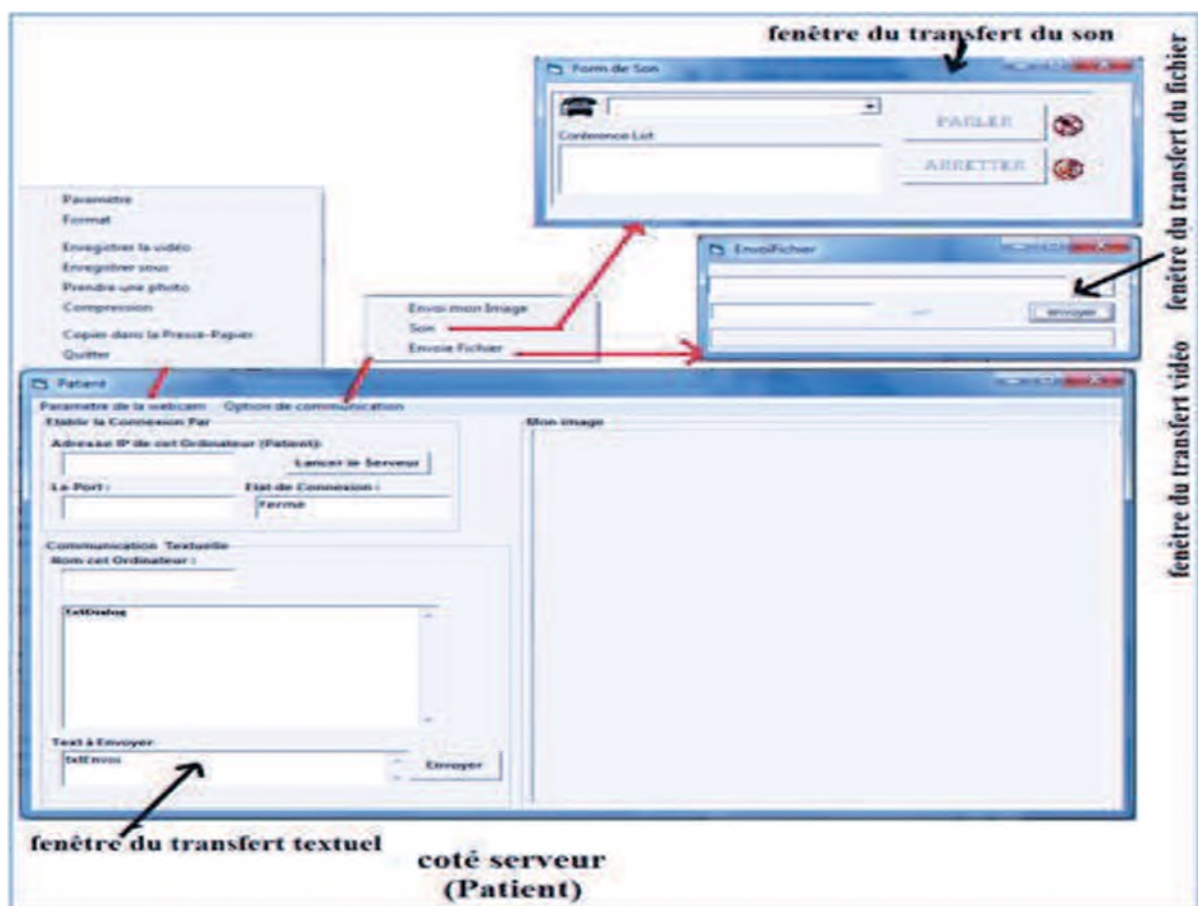 fenêtre du transfert du son
fenêtre du transfert du fichier
Form de Son
Conference List
PARLER
ARRETTER
Paramètre
Format
Enregistrer la vidéo
Enregistrer sous
Prendre une photo
Compression
Copier dans la Presse-Papier
Quitter
Envoi mon Image
Son
Envoie Fichier
EnvoiFichier
envoyer
fenêtre du transfert vidéo
Patient
Parametre de la webcam Option de communication
Etablir la Connexion Par
Adresse IP de cet Ordinateur (Patient):
Lancer le Serveur
Le Port : Etat de Connexion :
Fermé
Communication Textuelle
Nom cet Ordinateur :
txtDialog
Text à Envoyer
txtEnvoi
Envoyer
Mon image
fenêtre du transfert textuel
coté serveur
(Patient)